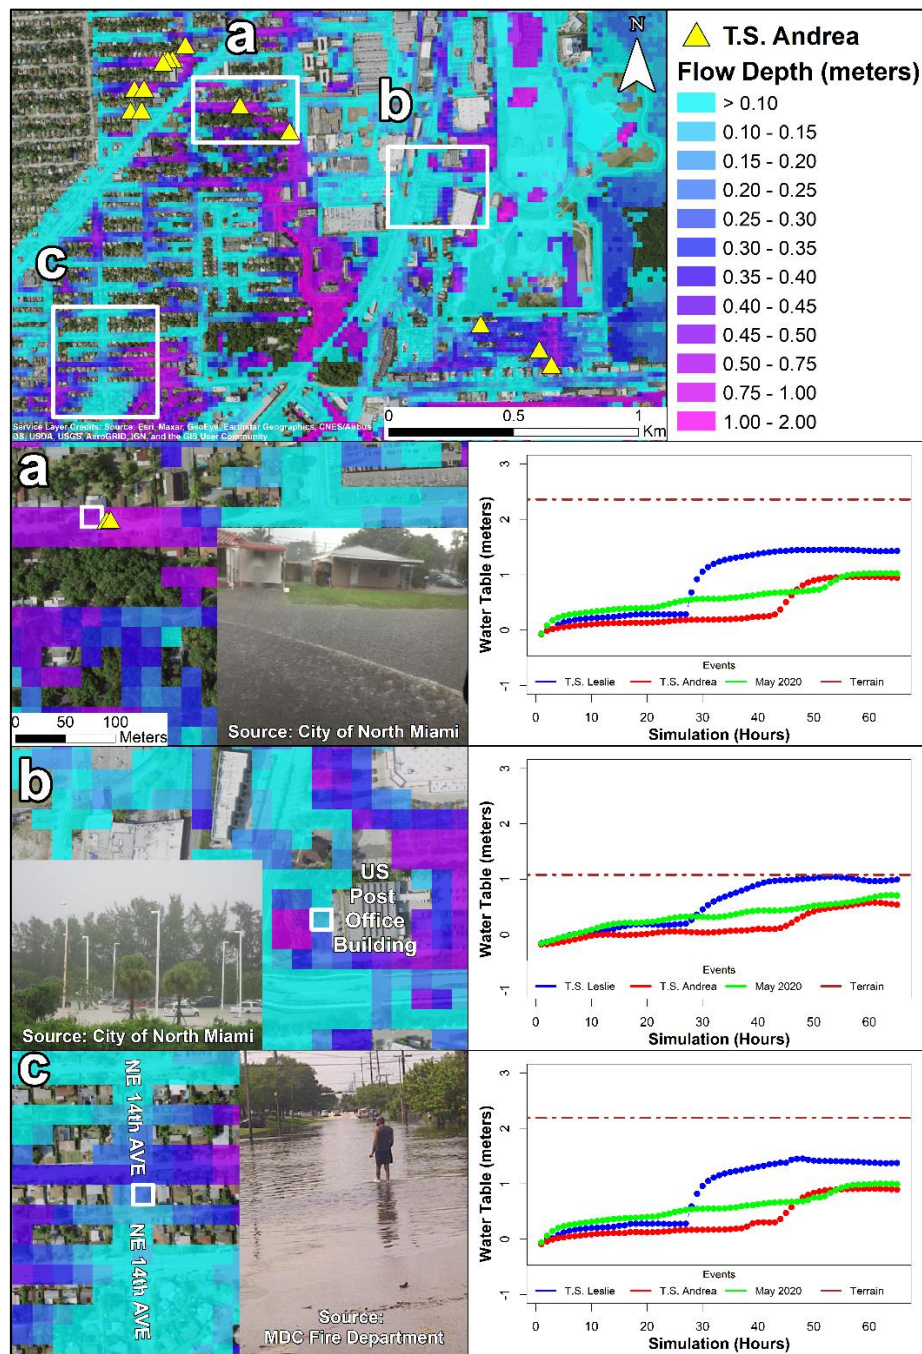 a
b
c
N
0 0.5 1
Km
Service Layer Credits: Source: Esri, Maxar, GeoEye, Earthstar Geographics, CNES/Airbus
DS, USDA, USGS, AeroGRID, IGN, and the GIS User Community
T.S. Andrea
Flow Depth (meters)
> 0.10
0.10 - 0.15
0.15 - 0.20
0.20 - 0.25
0.25 - 0.30
0.30 - 0.35
0.35 - 0.40
0.40 - 0.45
0.45 - 0.50
0.50 - 0.75
0.75 - 1.00
1.00 - 2.00
a
0 50 100
Meters
Source: City of North Miami
Water Table (meters)
3
2
1
0
-1
Events
T.S. Leslie T.S. Andrea May 2020 Terrain
0 10 20 30 40 50 60
Simulation (Hours)
b
US
Post
Office
Building
Source: City of North Miami
Water Table (meters)
3
2
1
0
-1
Events
T.S. Leslie T.S. Andrea May 2020 Terrain
0 10 20 30 40 50 60
Simulation (Hours)
c
NE 14th AVE
NE 14th AVE
Source:
MDC Fire Department
Water Table (meters)
3
2
1
0
-1
Events
T.S. Leslie T.S. Andrea May 2020 Terrain
0 10 20 30 40 50 60
Simulation (Hours)